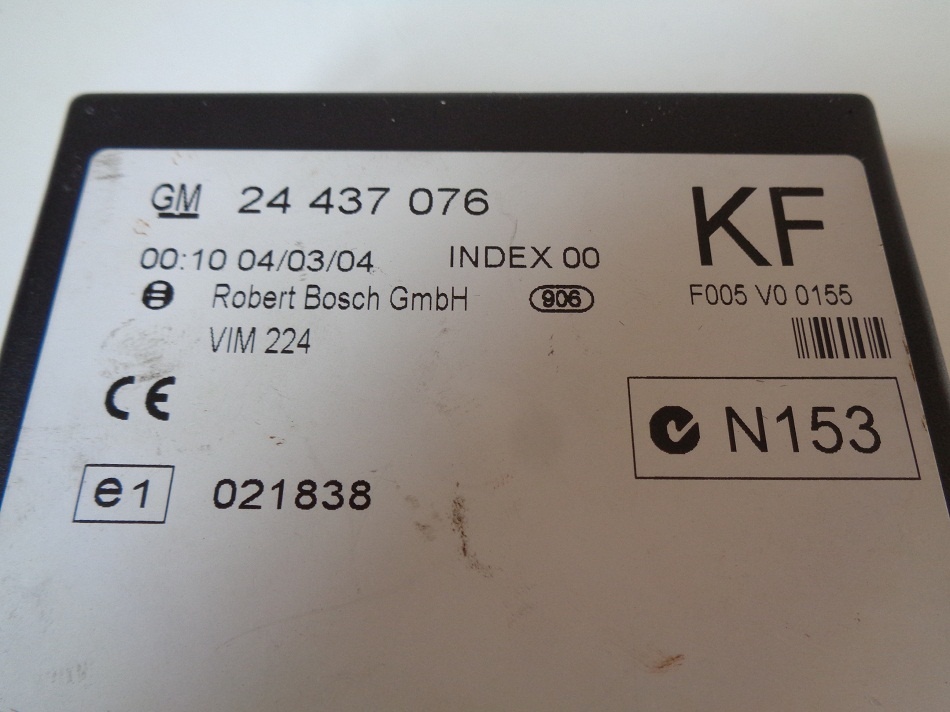 GM 24 437 076
KF
00:10 04/03/04 INDEX 00
Robert Bosch GmbH 906
F005 V0 0155
VIM 224
CE
N153
e1 021838